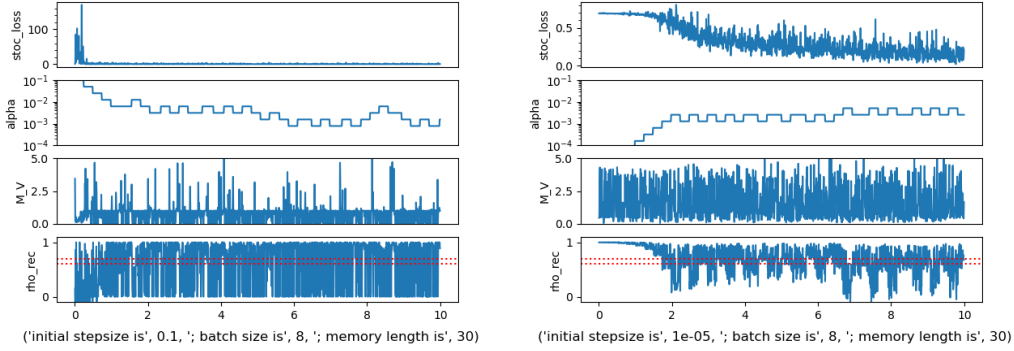 stoc_loss
100
0
alpha
10⁻¹
10⁻²
10⁻³
10⁻⁴
M_V
5.0
2.5
0.0
rho_rec
1
0
0 2 4 6 8 10
('initial stepsize is', 0.1, '; batch size is', 8, '; memory length is', 30)
stoc_loss
0.5
0.0
alpha
10⁻¹
10⁻²
10⁻³
10⁻⁴
M_V
5.0
2.5
0.0
rho_rec
1
0
0 2 4 6 8 10
('initial stepsize is', 1e-05, '; batch size is', 8, '; memory length is', 30)